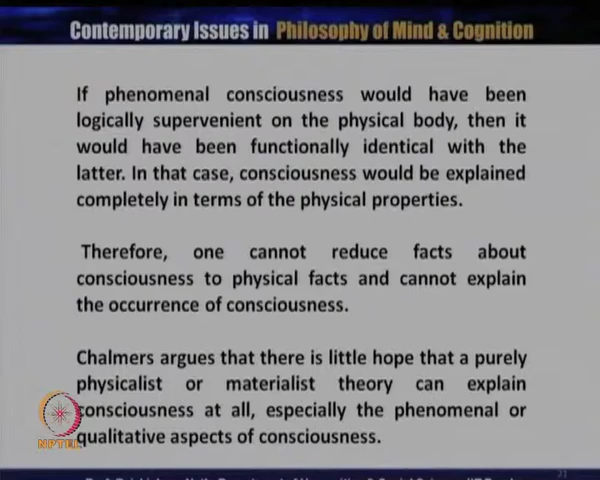 Contemporary Issues in Philosophy of Mind & Cognition
If phenomenal consciousness would have been
logically supervenient on the physical body, then it
would have been functionally identical with the
latter. In that case, consciousness would be explained
completely in terms of the physical properties.
Therefore, one cannot reduce facts about
consciousness to physical facts and cannot explain
the occurrence of consciousness.
Chalmers argues that there is little hope that a purely
physicalist or materialist theory can explain
consciousness at all, especially the phenomenal or
qualitative aspects of consciousness.
NPTEL
21